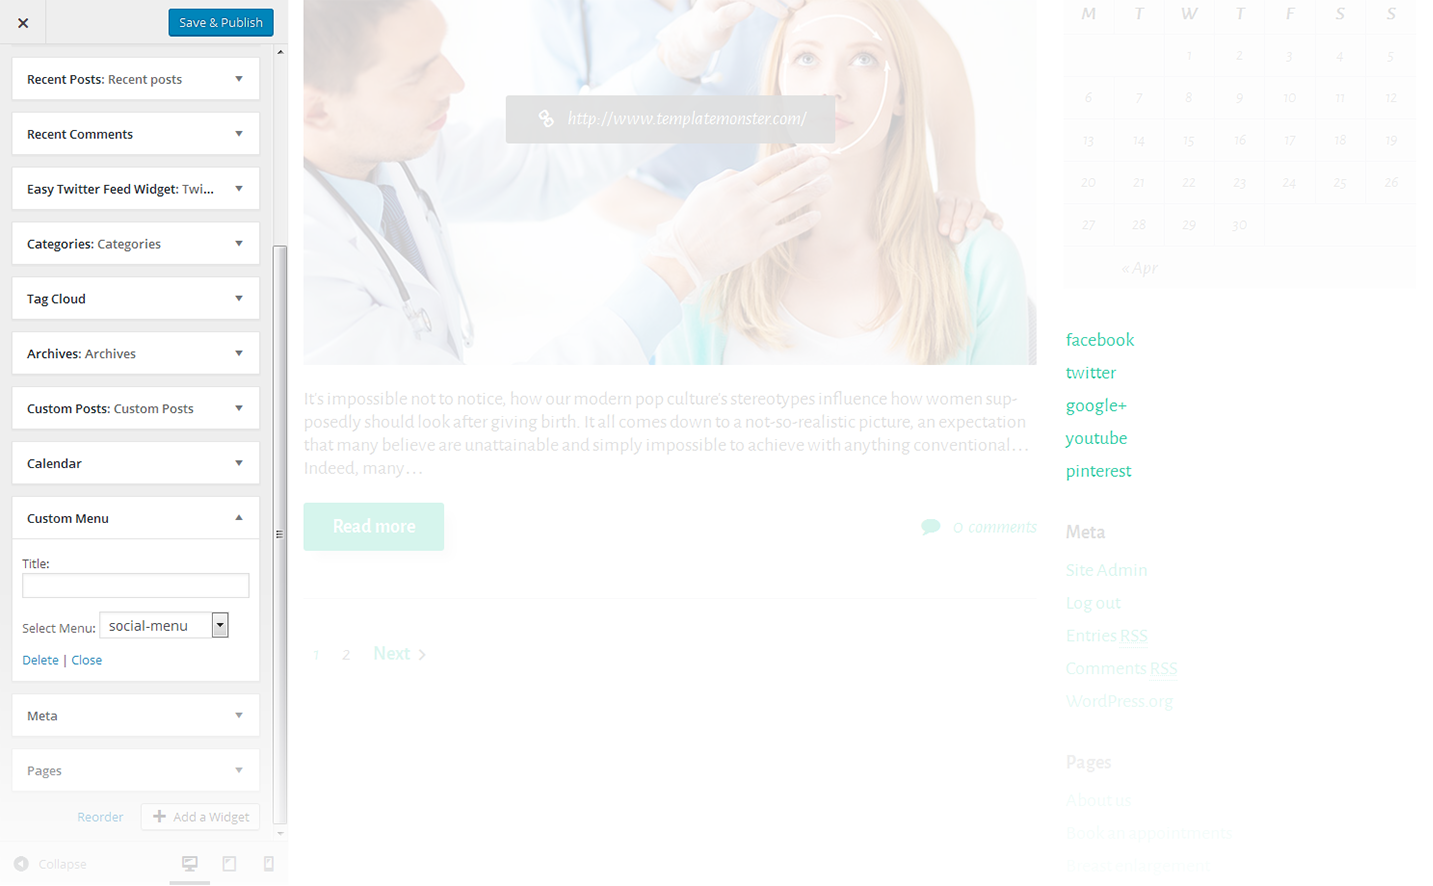 Save & Publish
Recent Posts: Recent posts
Recent Comments
Easy Twitter Feed Widget: Twi...
Categories: Categories
Tag Cloud
Archives: Archives
Custom Posts: Custom Posts
Calendar
Custom Menu
Title:
Select Menu: social-menu
Delete | Close
Meta
Pages
Reorder
Add a Widget
Collapse
http://www.templatemonster.com/
It's impossible not to notice, how our modern pop culture's stereotypes influence how women sup-
posedly should look after giving birth. It all comes down to a not-so-realistic picture, an expectation
that many believe are unattainable and simply impossible to achieve with anything conventional…
Indeed, many…
Read more
0 comments
1 2 Next
M T W T F S S
1 2 3 4 5
6 7 8 9 10 11 12
13 14 15 16 17 18 19
20 21 22 23 24 25 26
27 28 29 30
« Apr
facebook
twitter
google+
youtube
pinterest
Meta
Site Admin
Log out
Entries RSS
Comments RSS
WordPress.org
Pages
About us
Book an appointments